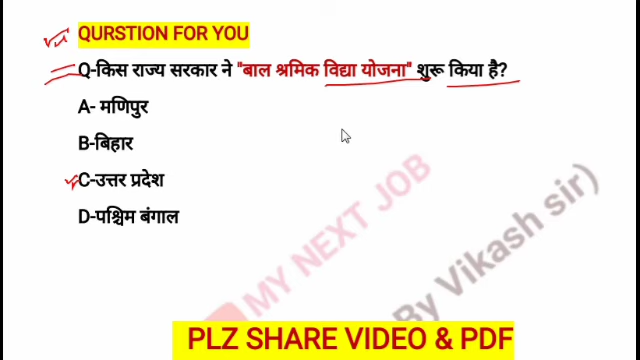 QURSTION FOR YOU
Q-किस राज्य सरकार ने "बाल श्रमिक विद्या योजना" शुरू किया है?
A- मणिपुर
B-बिहार
C-उत्तर प्रदेश
D-पश्चिम बंगाल
MY NEXT JOB
By Vikash sir)
PLZ SHARE VIDEO & PDF